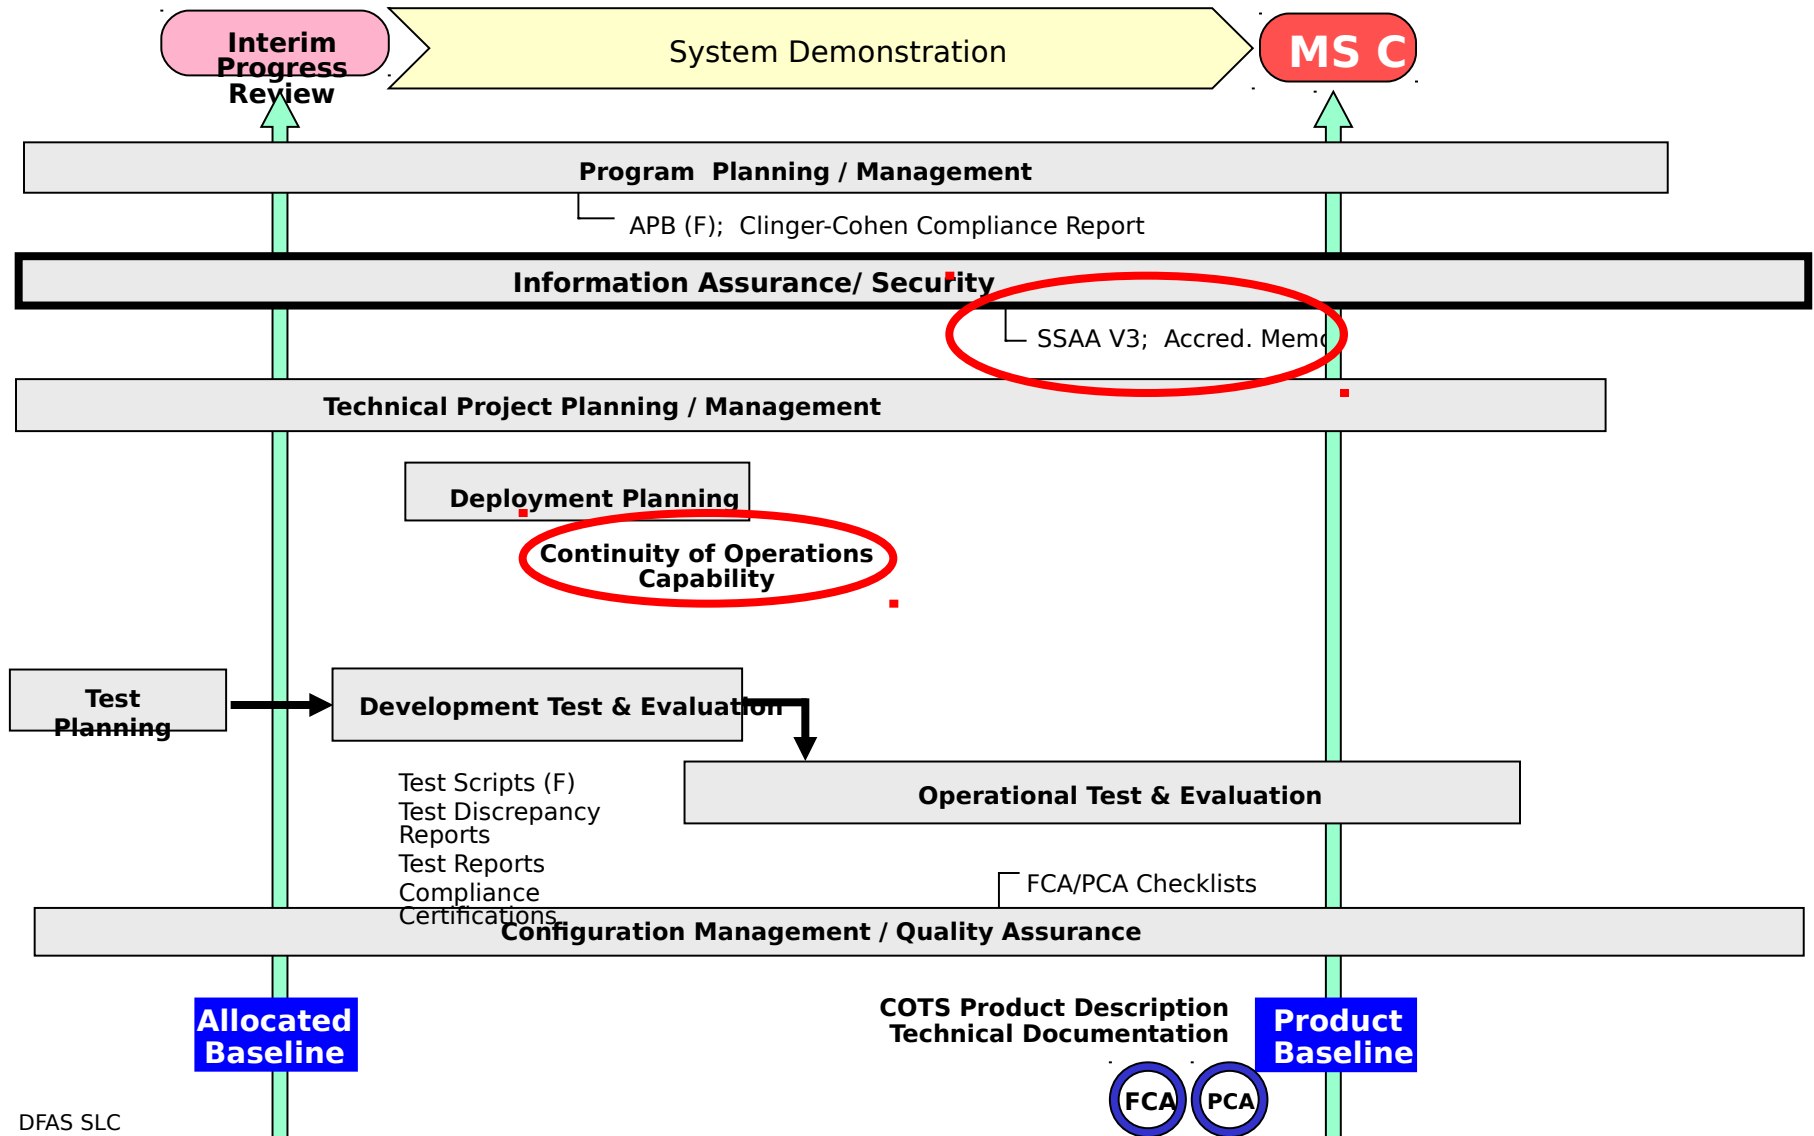 Interim
Progress
Review
System Demonstration
MS C
Program  Planning / Management
APB (F);  Clinger-Cohen Compliance Report
Information Assurance/ Security
SSAA V3;  Accred. Memo
Technical Project Planning / Management
Deployment Planning
Continuity of Operations
Capability
Test
Planning
Development Test & Evaluation
Test Scripts (F)
Test Discrepancy
Reports
Test Reports
Compliance
Certifications
Operational Test & Evaluation
FCA/PCA Checklists
Configuration Management / Quality Assurance
Allocated
Baseline
COTS Product Description
Technical Documentation
Product
Baseline
FCA
PCA
DFAS SLC